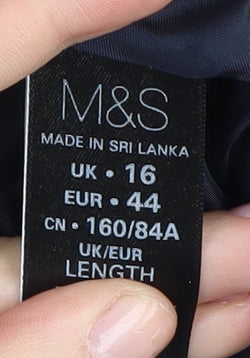 M&S
MADE IN SRI LANKA
UK • 16
EUR • 44
CN • 160/84A
UK/EUR
LENGTH